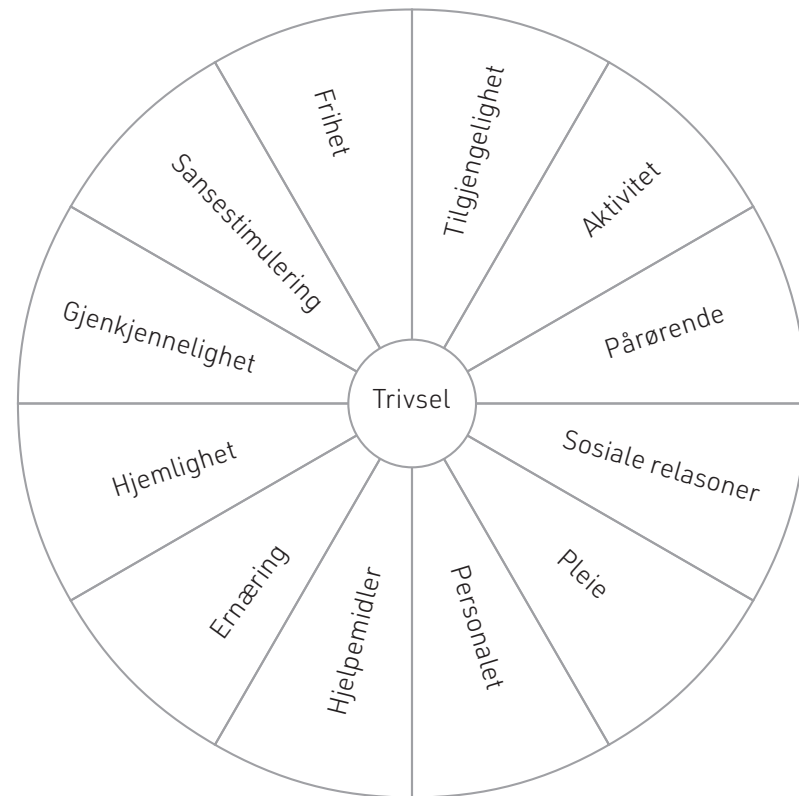 Frihet
Tilgjengelighet
Aktivitet
Pårørende
Sosiale relasoner
Pleie
Personalet
Hjelpemidler
Ernæring
Hjemlighet
Gjenkjennelighet
Sansestimulering
Trivsel